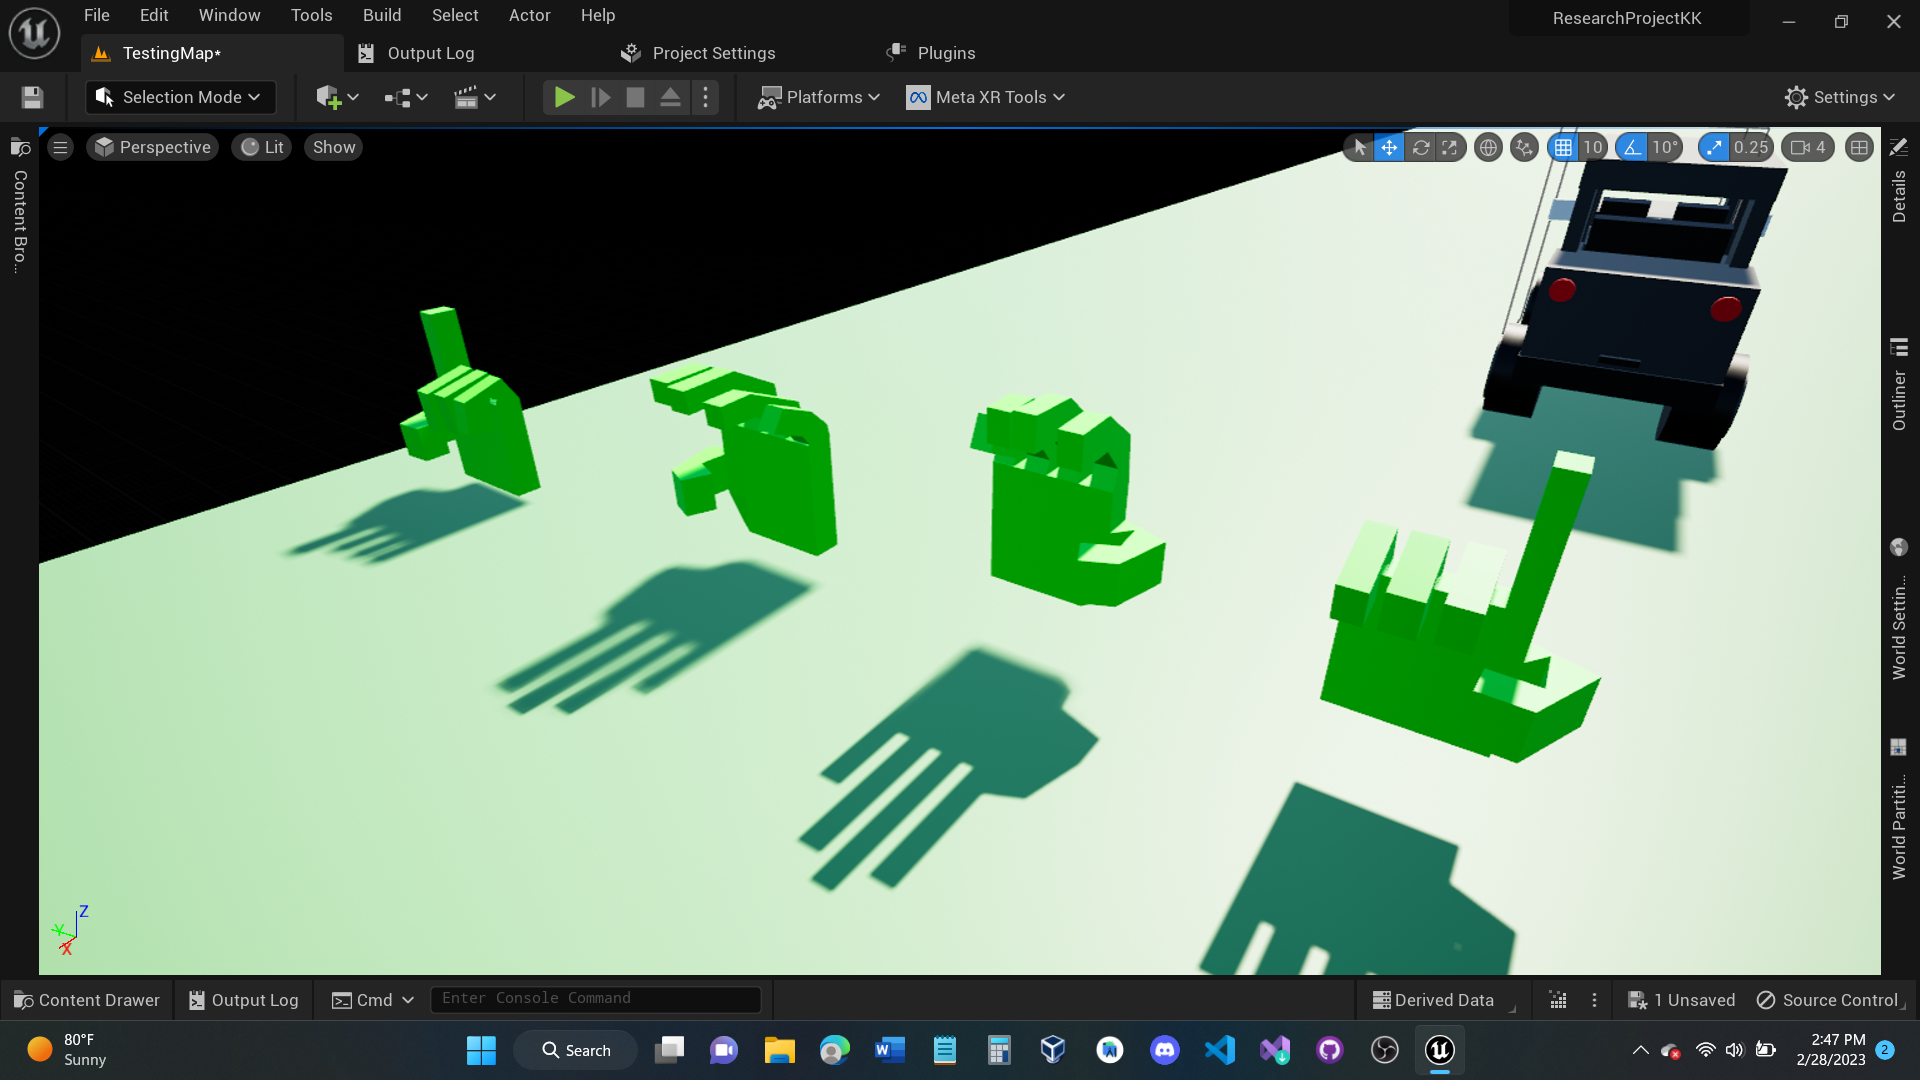 File Edit Window Tools Build Select Actor Help
ResearchProjectKK
TestingMap*
Output Log
Project Settings
Plugins
Selection Mode
Platforms
Meta XR Tools
Settings
Perspective
Lit
Show
10
10°
0.25
4
Content Bro...
Details
Outliner
World Settin...
World Partiti...
Z
Y
X
Content Drawer
Output Log
Cmd
Enter Console Command
Derived Data
1 Unsaved
Source Control
80°F
Sunny
Search
2:47 PM
2/28/2023
2